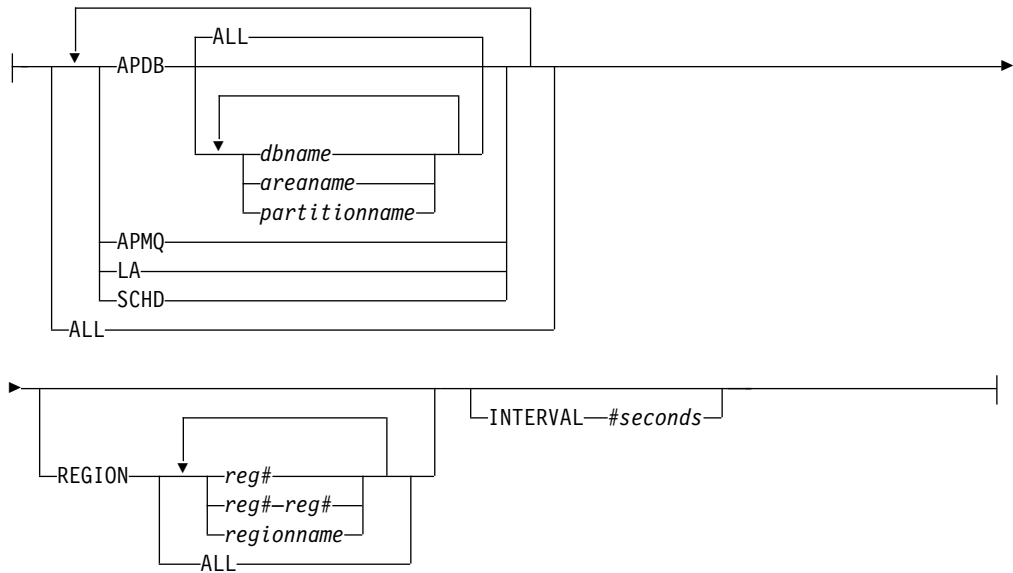 ALL
APDB
dbname
areaname
partitionname
APMQ
LA
SCHD
ALL
INTERVAL #seconds
REGION reg#
reg#–reg#
regionname
ALL